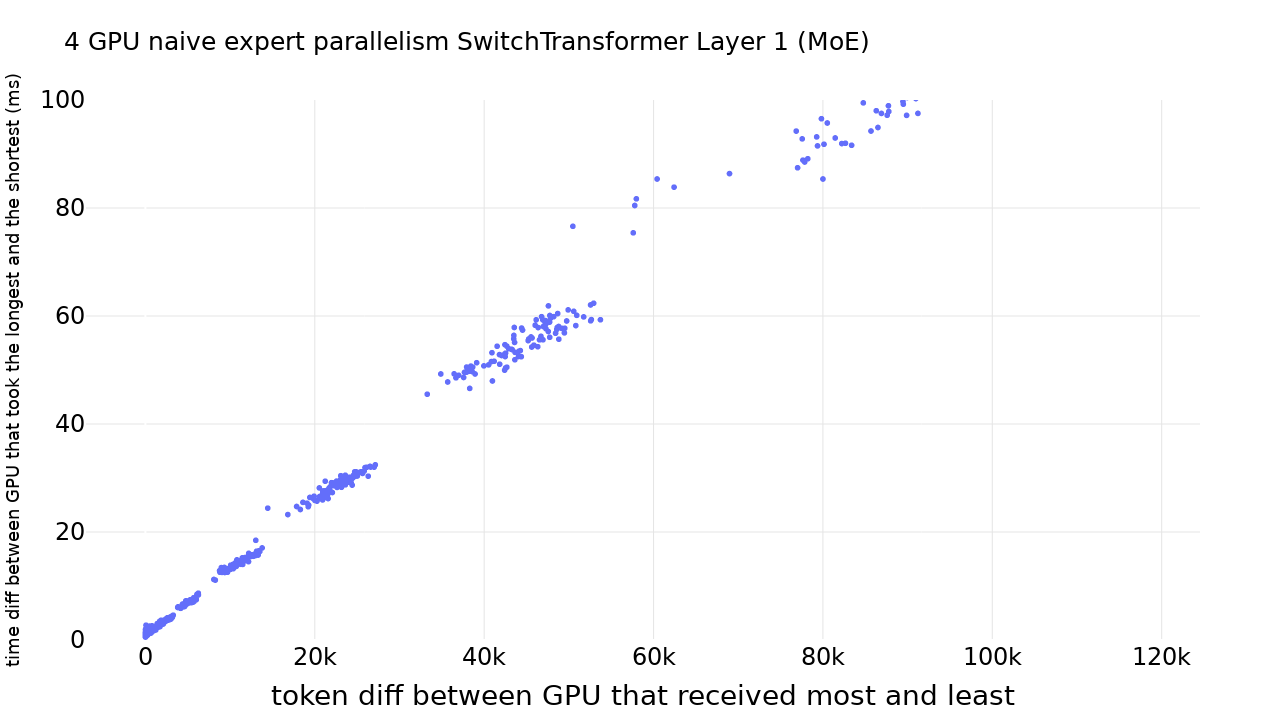 4 GPU naive expert parallelism SwitchTransformer Layer 1 (MoE)
time diff between GPU that took the longest and the shortest (ms)
100
80
60
40
20
0
0 20k 40k 60k 80k 100k 120k
token diff between GPU that received most and least